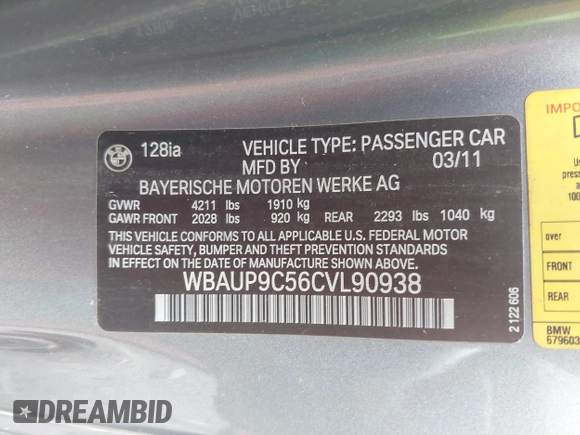 128ia VEHICLE TYPE: PASSENGER CAR
MFD BY 03/11
BAYERISCHE MOTOREN WERKE AG
GVWR 4211 lbs 1910 kg
GAWR FRONT 2028 lbs 920 kg REAR 2293 lbs 1040 kg
THIS VEHICLE CONFORMS TO ALL APPLICABLE U.S. FEDERAL MOTOR
VEHICLE SAFETY, BUMPER AND THEFT PREVENTION STANDARDS IN
EFFECT ON THE DATE OF MANUFACTURE SHOWN ABOVE.
WBAUP9C56CVL90938
2 122 606
over
FRONT
REAR
BMW
DREAMBID